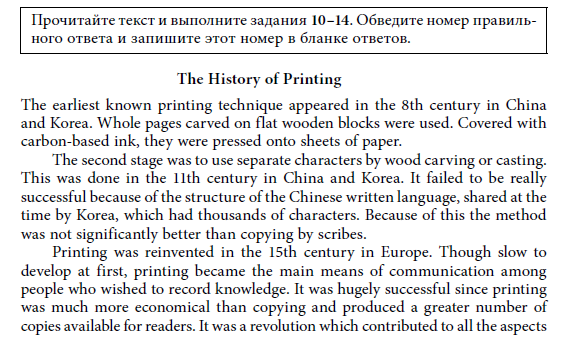 Прочитайте текст и выполните задания 10–14. Обведите номер правиль-
ного ответа и запишите этот номер в бланке ответов.
The History of Printing
The earliest known printing technique appeared in the 8th century in China
and Korea. Whole pages carved on flat wooden blocks were used. Covered with
carbon-based ink, they were pressed onto sheets of paper.
The second stage was to use separate characters by wood carving or casting.
This was done in the 11th century in China and Korea. It failed to be really
successful because of the structure of the Chinese written language, shared at the
time by Korea, which had thousands of characters. Because of this the method
was not significantly better than copying by scribes.
Printing was reinvented in the 15th century in Europe. Though slow to
develop at first, printing became the main means of communication among
people who wished to record knowledge. It was hugely successful since printing
was much more economical than copying and produced a greater number of
copies available for readers. It was a revolution which contributed to all the aspects